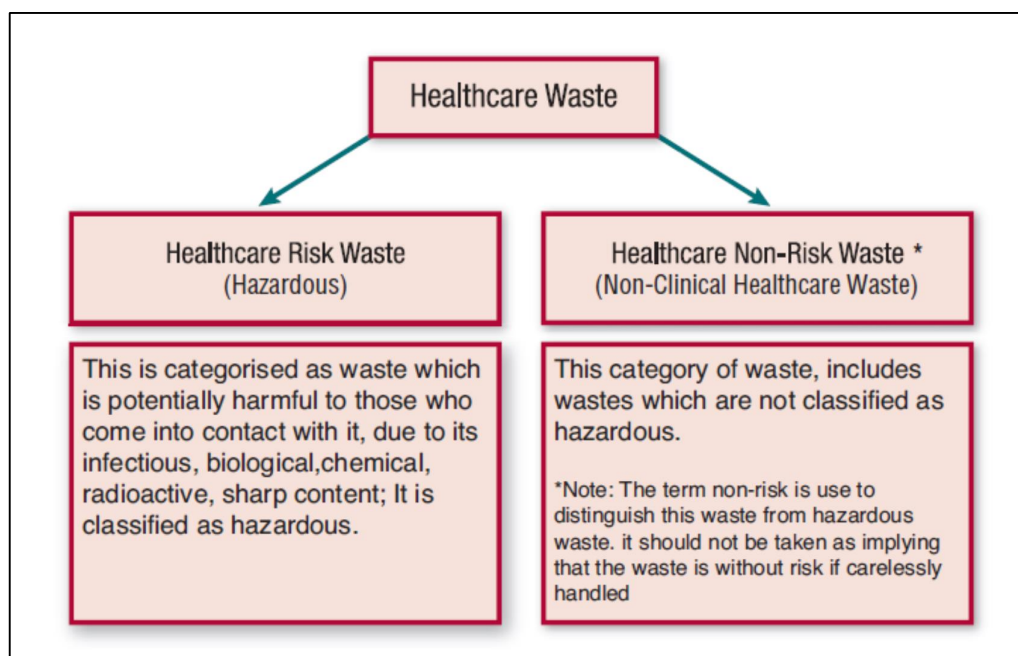 Healthcare Waste
Healthcare Risk Waste
(Hazardous)
Healthcare Non-Risk Waste *
(Non-Clinical Healthcare Waste)
This is categorised as waste which
is potentially harmful to those who
come into contact with it, due to its
infectious, biological,chemical,
radioactive, sharp content; It is
classified as hazardous.
This category of waste, includes
wastes which are not classified as
hazardous.
*Note: The term non-risk is use to
distinguish this waste from hazardous
waste. it should not be taken as implying
that the waste is without risk if carelessly
handled